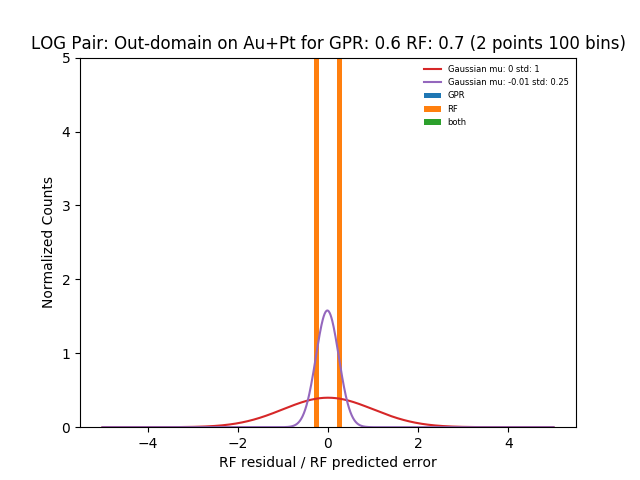 LOG Pair: Out-domain on Au+Pt for GPR: 0.6 RF: 0.7 (2 points 100 bins)
Gaussian mu: 0 std: 1
Gaussian mu: -0.01 std: 0.25
GPR
RF
both
Normalized Counts
5
4
3
2
1
0
−4
−2
0
2
4
RF residual / RF predicted error